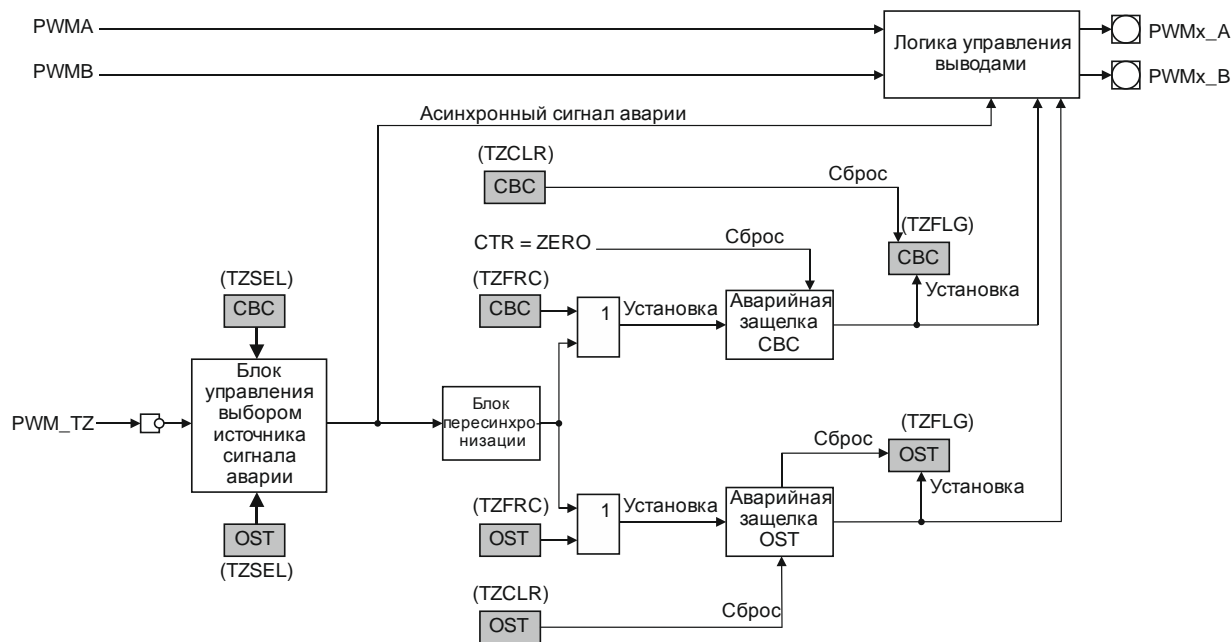 PWMA
PWMB
Логика управления
выводами
PWMx_A
PWMx_B
Асинхронный сигнал аварии
(TZCLR)
CBC
Сброс
CTR = ZERO
Сброс
(TZFLG)
CBC
Установка
(TZSEL)
CBC
(TZFRC)
CBC
1
Установка
Аварийная
защелка
CBC
PWM_TZ
Блок
управления
выбором
источника
сигнала
аварии
Блок
пересинхро-
низации
OST
(TZSEL)
(TZFRC)
OST
1
Установка
Аварийная
защелка
OST
Сброс
(TZFLG)
OST
Установка
(TZCLR)
OST
Сброс